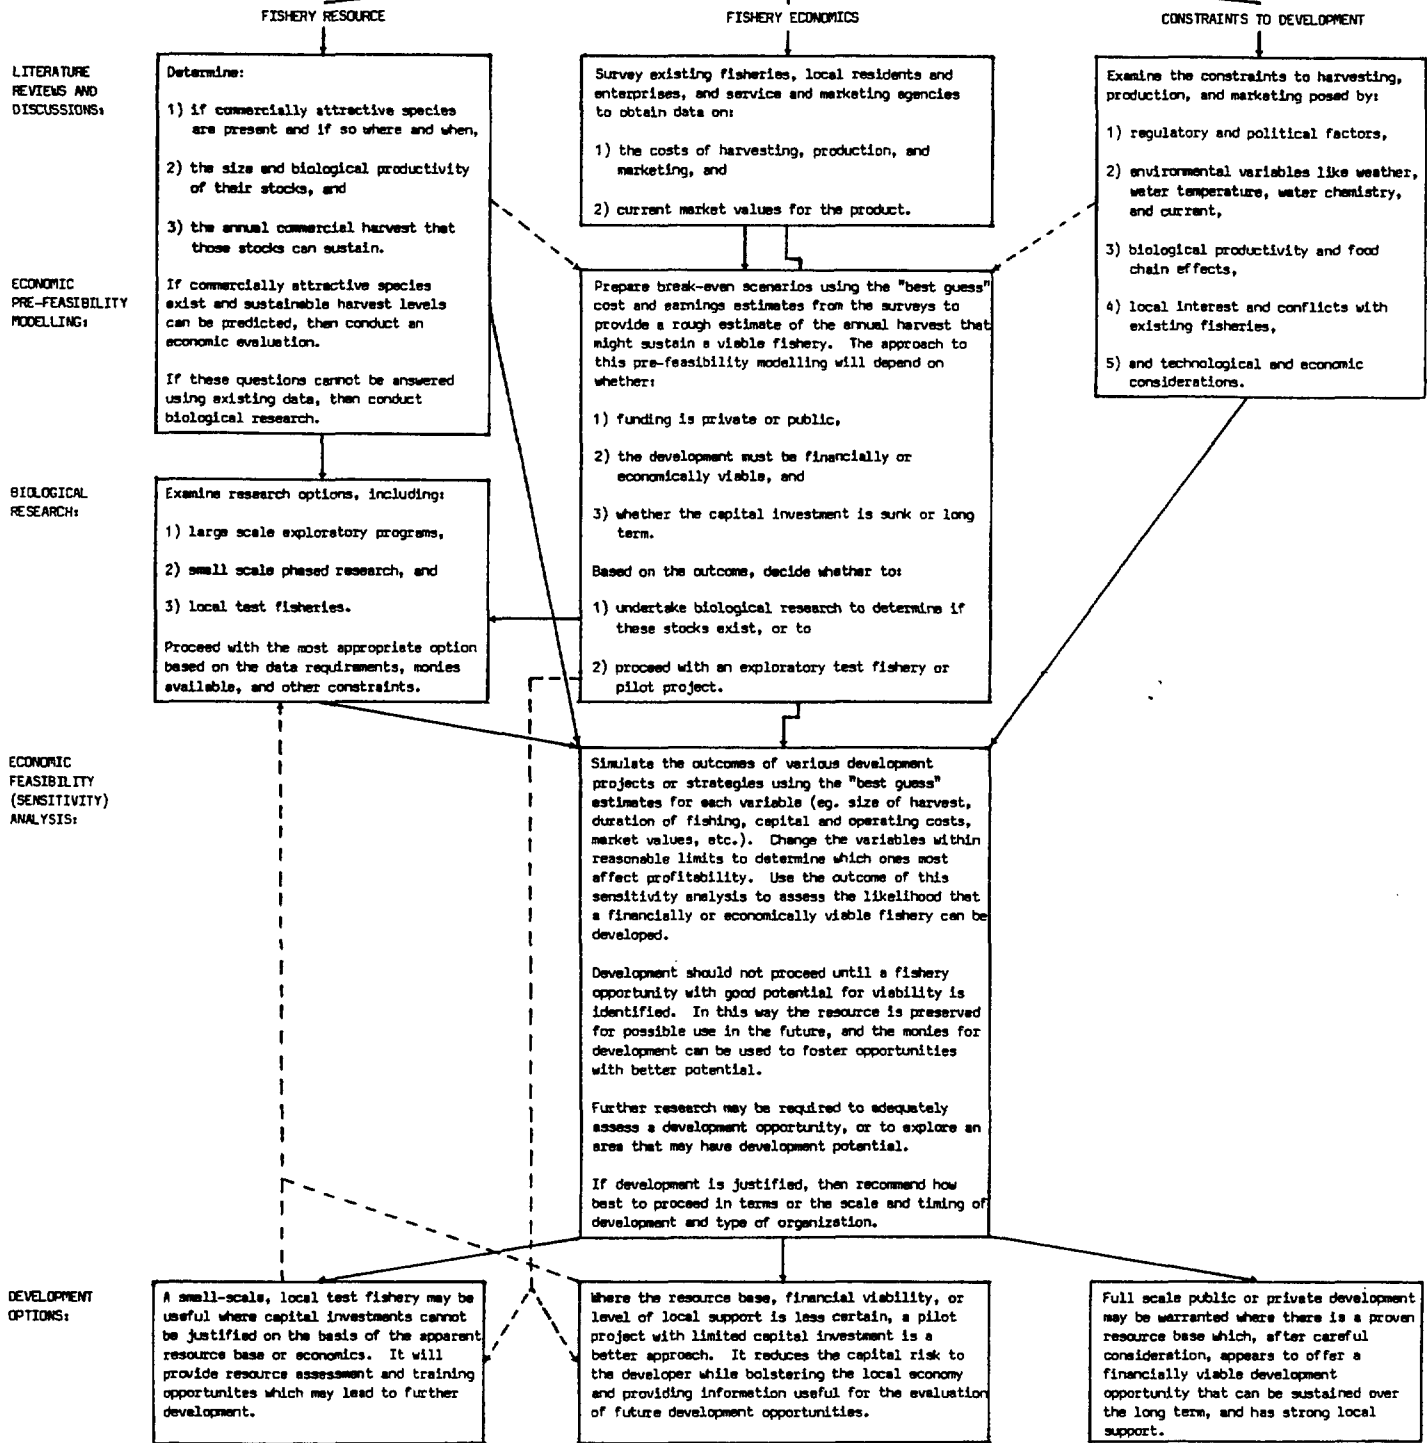 FISHERY RESOURCE
FISHERY ECONOMICS
CONSTRAINTS TO DEVELOPMENT
LITERATURE
REVIEWS AND
DISCUSSIONS:
Determine:
1) if commercially attractive species
are present and if so where and when,
2) the size and biological productivity
of their stocks, and
3) the annual commercial harvest that
those stocks can sustain.
If commercially attractive species
exist and sustainable harvest levels
can be predicted, then conduct an
economic evaluation.
If these questions cannot be answered
using existing data, then conduct
biological research.
Survey existing fisheries, local residents and
enterprises, and service and marketing agencies
to obtain data on:
1) the costs of harvesting, production, and
marketing, and
2) current market values for the product.
Examine the constraints to harvesting,
production, and marketing posed by:
1) regulatory and political factors,
2) environmental variables like weather,
water temperature, water chemistry,
and current,
3) biological productivity and food
chain effects,
4) local interest and conflicts with
existing fisheries,
5) and technological and economic
considerations.
ECONOMIC
PRE-FEASIBILITY
MODELLING:
Prepare break-even scenarios using the "best guess"
cost and earnings estimates from the surveys to
provide a rough estimate of the annual harvest that
might sustain a viable fishery. The approach to
this pre-feasibility modelling will depend on
whether:
1) funding is private or public,
2) the development must be financially or
economically viable, and
3) whether the capital investment is sunk or long
term.
Based on the outcome, decide whether to:
1) undertake biological research to determine if
these stocks exist, or to
2) proceed with an exploratory test fishery or
pilot project.
BIOLOGICAL
RESEARCH:
Examine research options, including:
1) large scale exploratory programs,
2) small scale phased research, and
3) local test fisheries.
Proceed with the most appropriate option
based on the data requirments, monies
available, and other constraints.
ECONOMIC
FEASIBILITY
(SENSITIVITY)
ANALYSIS:
Simulate the outcomes of various development
projects or strategies using the "best guess"
estimates for each variable (eg. size of harvest,
duration of fishing, capital and operating costs,
market values, etc.). Change the variables within
reasonable limits to determine which ones most
affect profitability. Use the outcome of this
sensitivity analysis to assess the likelihood that
a financially or economically viable fishery can be
developed.
Development should not proceed until a fishery
opportunity with good potential for viability is
identified. In this way the resource is preserved
for possible use in the future, and the monies for
development can be used to foster opportunities
with better potential.
Further research may be required to adequately
assess a development opportunity, or to explore an
area that may have development potential.
If development is justified, then recommend how
best to proceed in terms or the scale and timing of
development and type of organization.
DEVELOPMENT
OPTIONS:
A small-scale, local test fishery may be
useful where capital investments cannot
be justified on the basis of the apparent
resource base or economics. It will
provide resource assessment and training
opportunites which may lead to further
development.
Where the resource base, financial viability, or
level of local support is less certain, a pilot
project with limited capital investment is a
better approach. It reduces the capital risk to
the developer while bolstering the local economy
and providing information useful for the evaluation
of future development opportunities.
Full scale public or private development
may be warranted where there is a proven
resource base which, after careful
consideration, appears to offer a
financially viable development
opportunity that can be sustained over
the long term, and has strong local
support.